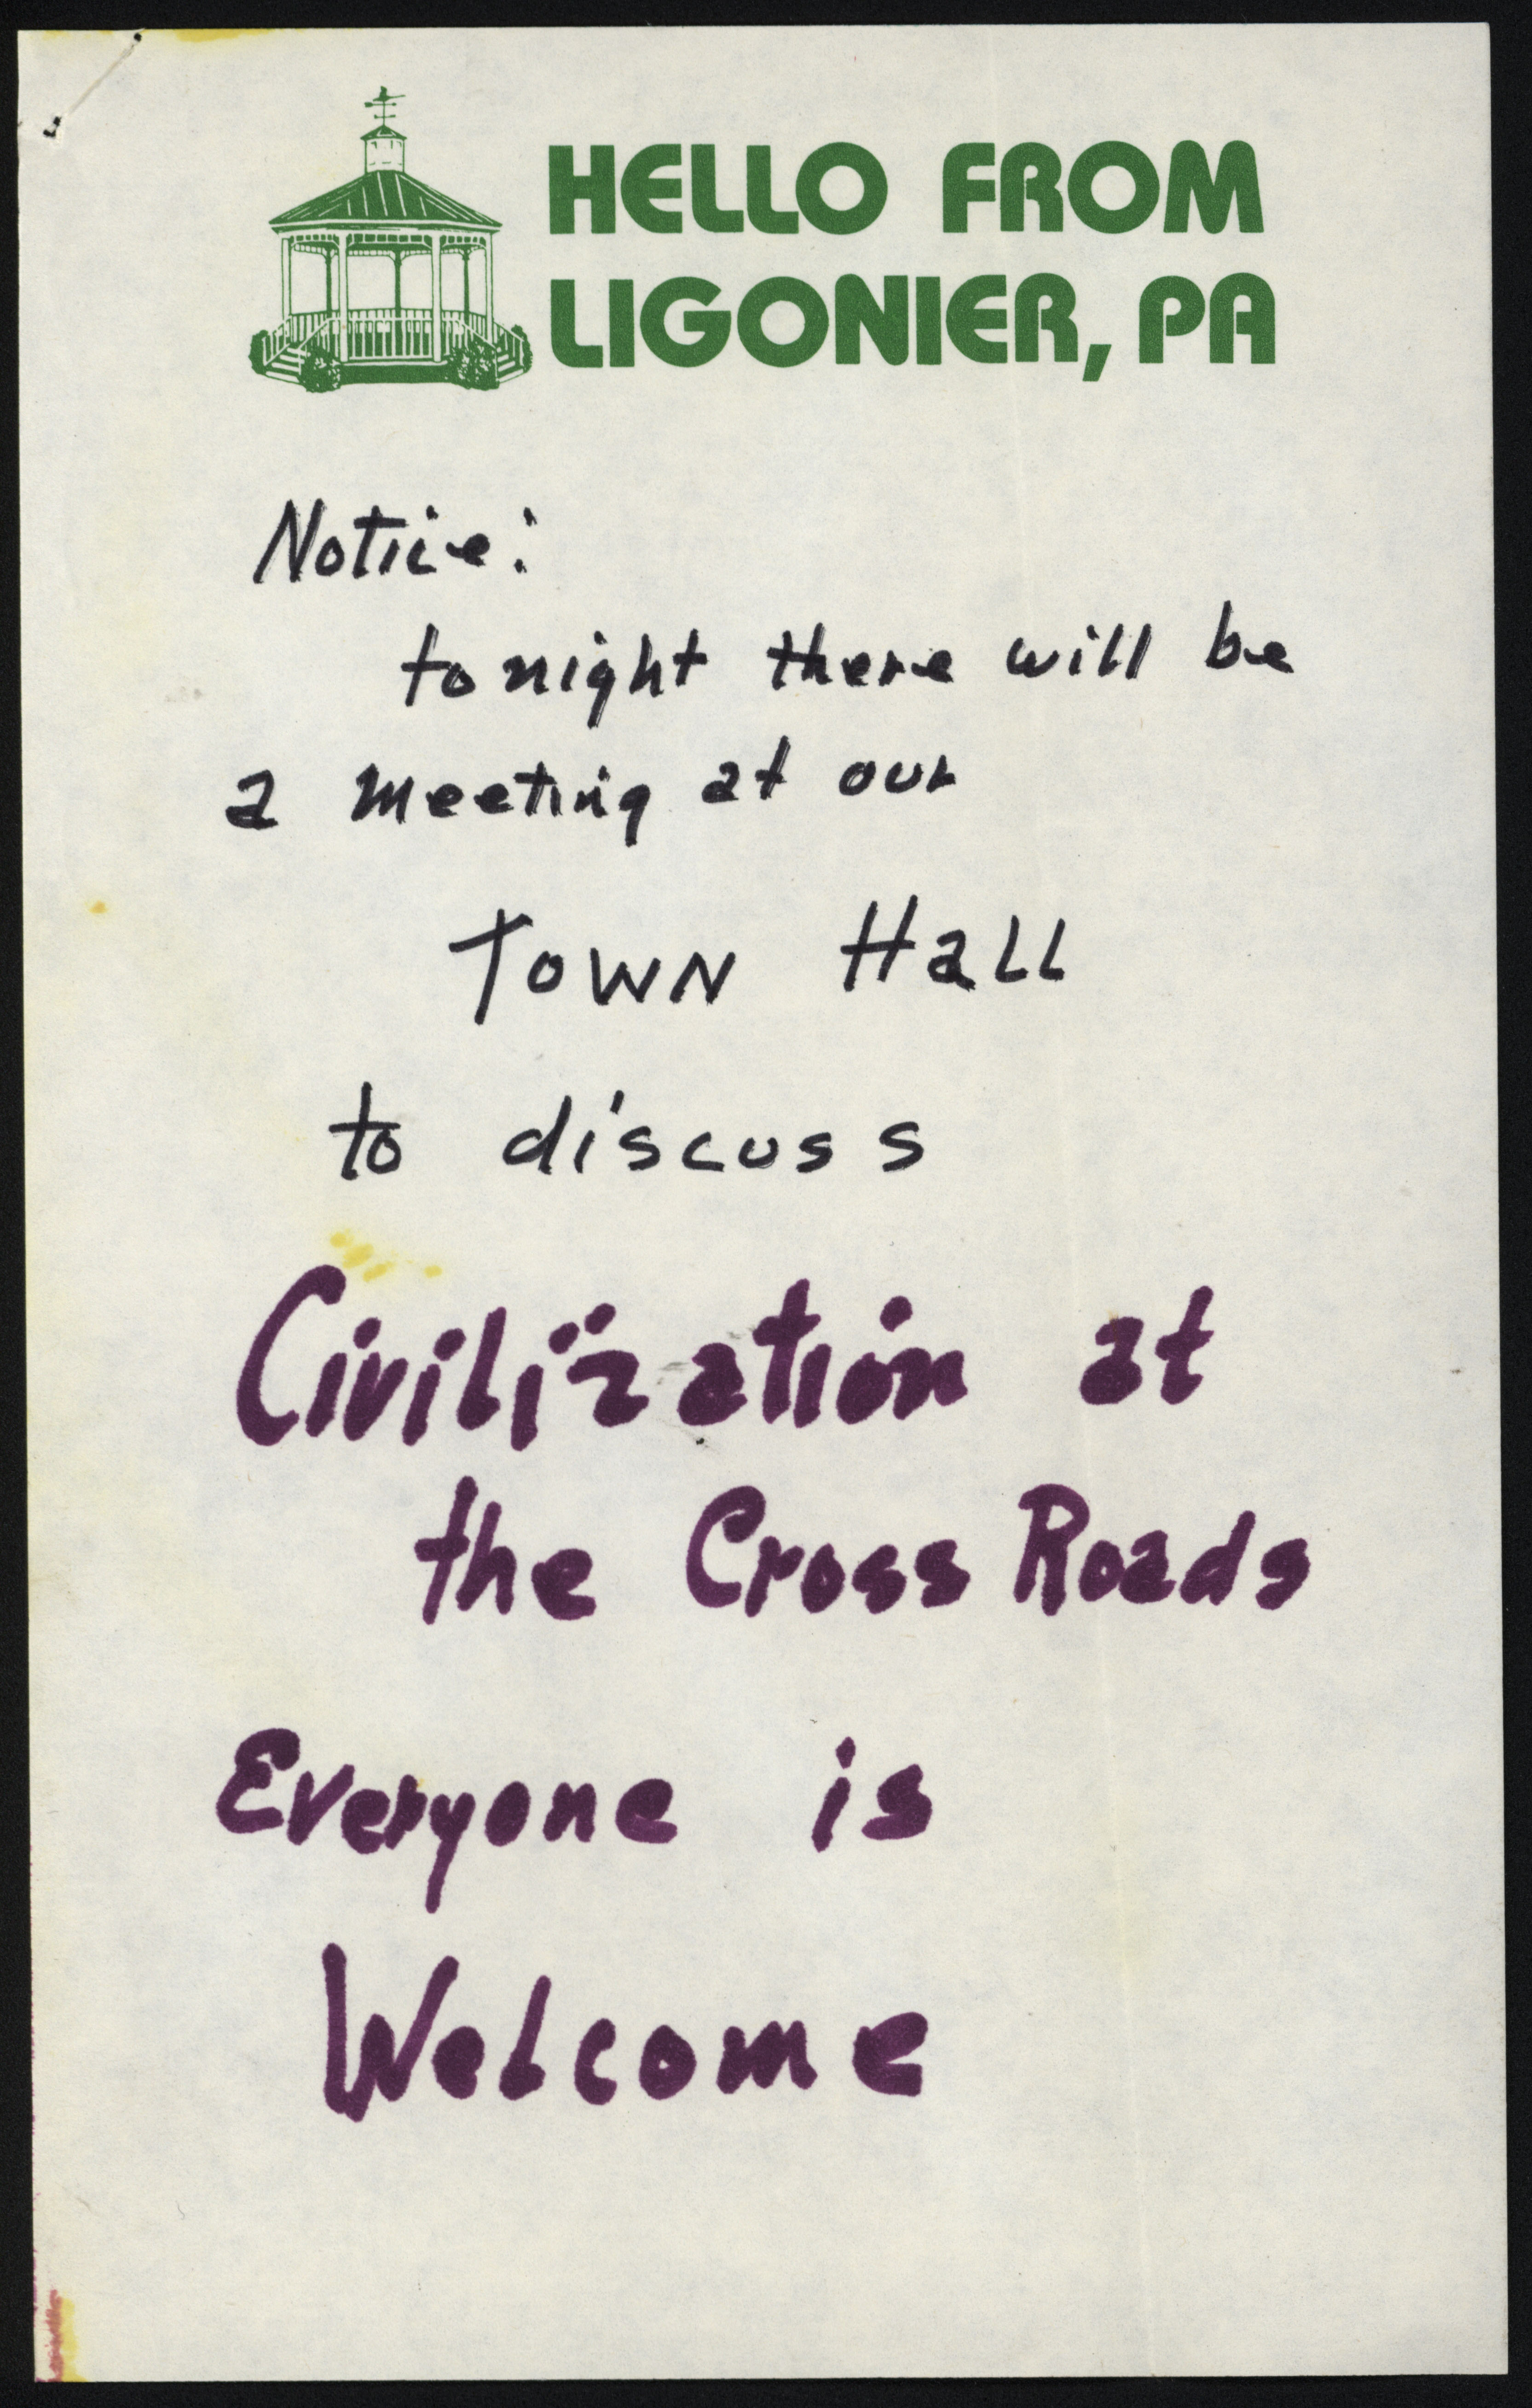 HELLO FROM
LIGONIER, PA
Notice:
tonight there will be
a meeting at our
Town Hall
to discuss
Civilization at
the Cross Roads
Everyone is
Welcome